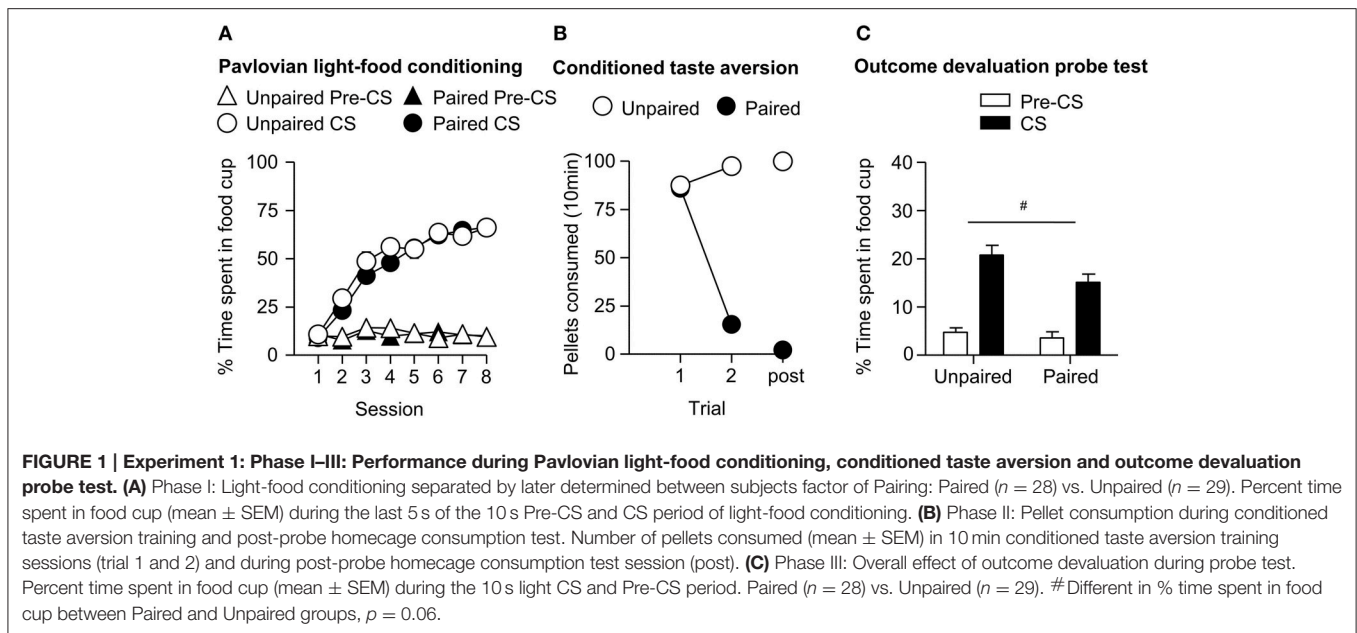 A
Pavlovian light-food conditioning
△ Unpaired Pre-CS ▲ Paired Pre-CS
○ Unpaired CS ● Paired CS
% Time spent in food cup
100
75
50
25
0
1 2 3 4 5 6 7 8
Session
B
Conditioned taste aversion
○ Unpaired ● Paired
Pellets consumed (10min)
100
75
50
25
0
1 2 post
Trial
C
Outcome devaluation probe test
Pre-CS
CS
% Time spent in food cup
40
30
20
10
0
#
Unpaired Paired
FIGURE 1 | Experiment 1: Phase I–III: Performance during Pavlovian light-food conditioning, conditioned taste aversion and outcome devaluation
probe test. (A) Phase I: Light-food conditioning separated by later determined between subjects factor of Pairing: Paired (n = 28) vs. Unpaired (n = 29). Percent time
spent in food cup (mean ± SEM) during the last 5 s of the 10 s Pre-CS and CS period of light-food conditioning. (B) Phase II: Pellet consumption during conditioned
taste aversion training and post-probe homecage consumption test. Number of pellets consumed (mean ± SEM) in 10 min conditioned taste aversion training
sessions (trial 1 and 2) and during post-probe homecage consumption test session (post). (C) Phase III: Overall effect of outcome devaluation during probe test.
Percent time spent in food cup (mean ± SEM) during the 10 s light CS and Pre-CS period. Paired (n = 28) vs. Unpaired (n = 29). #Different in % time spent in food
cup between Paired and Unpaired groups, p = 0.06.